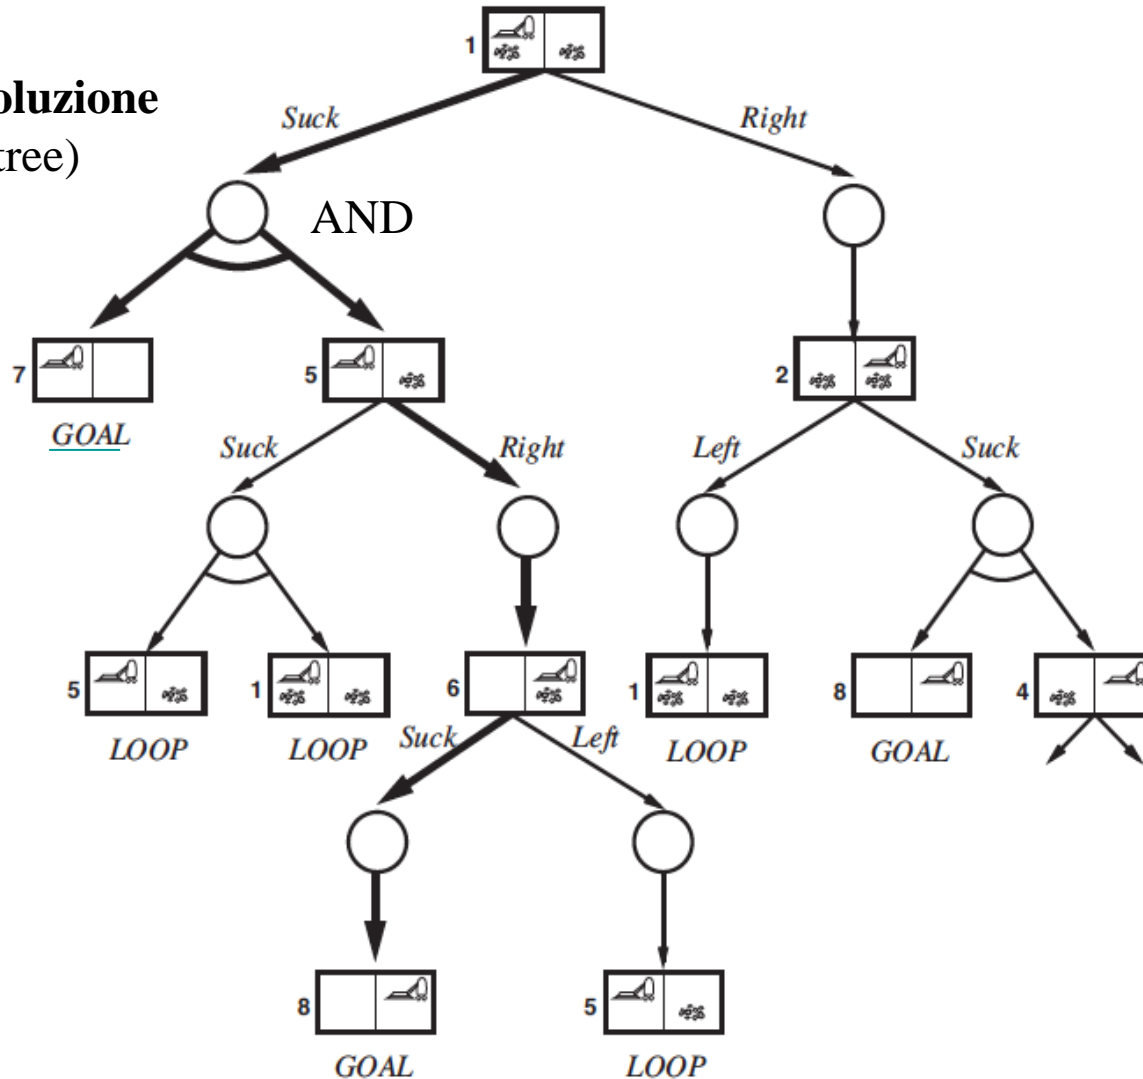 1
oluzione
Suck
Right
tree)
AND
7
5
2
GOAL
Suck
Right
Left
Suck
5
1
6
1
8
4
LOOP
LOOP
Suck
Left
LOOP
GOAL
8
5
GOAL
LOOP